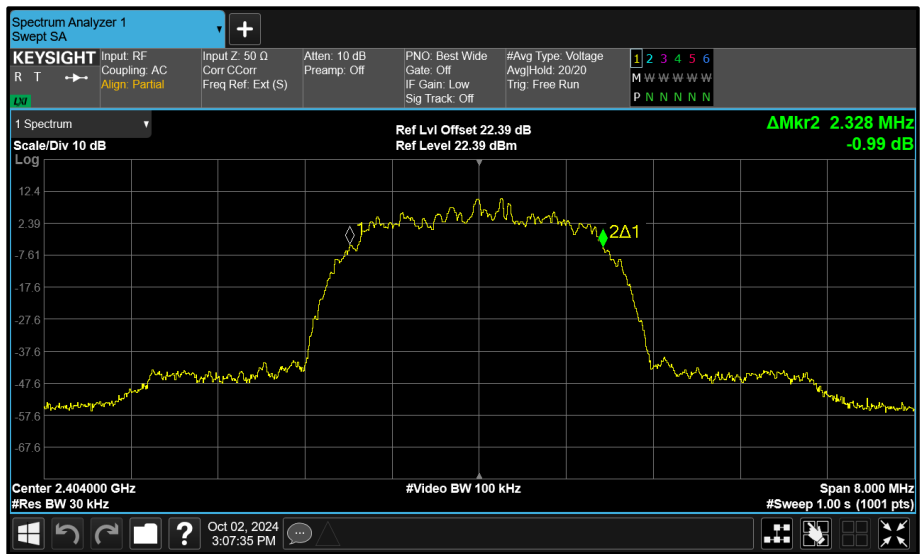 Spectrum Analyzer 1
Swept SA
+
KEYSIGHT
R T
LXI
Input: RF
Coupling: AC
Align: Partial
Input Z: 50 Ω
Corr CCorr
Freq Ref: Ext (S)
Atten: 10 dB
Preamp: Off
PNO: Best Wide
Gate: Off
IF Gain: Low
Sig Track: Off
#Avg Type: Voltage
Avg|Hold: 20/20
Trig: Free Run
1 2 3 4 5 6
M W W W W W
P N N N N N
1 Spectrum
Scale/Div 10 dB
Ref Lvl Offset 22.39 dB
Ref Level 22.39 dBm
ΔMkr2 2.328 MHz
-0.99 dB
Log
12.4
2.39
-7.61
-17.6
-27.6
-37.6
-47.6
-57.6
-67.6
1
2Δ1
Center 2.404000 GHz
#Video BW 100 kHz
Span 8.000 MHz
#Res BW 30 kHz
#Sweep 1.00 s (1001 pts)
?
Oct 02, 2024
3:07:35 PM